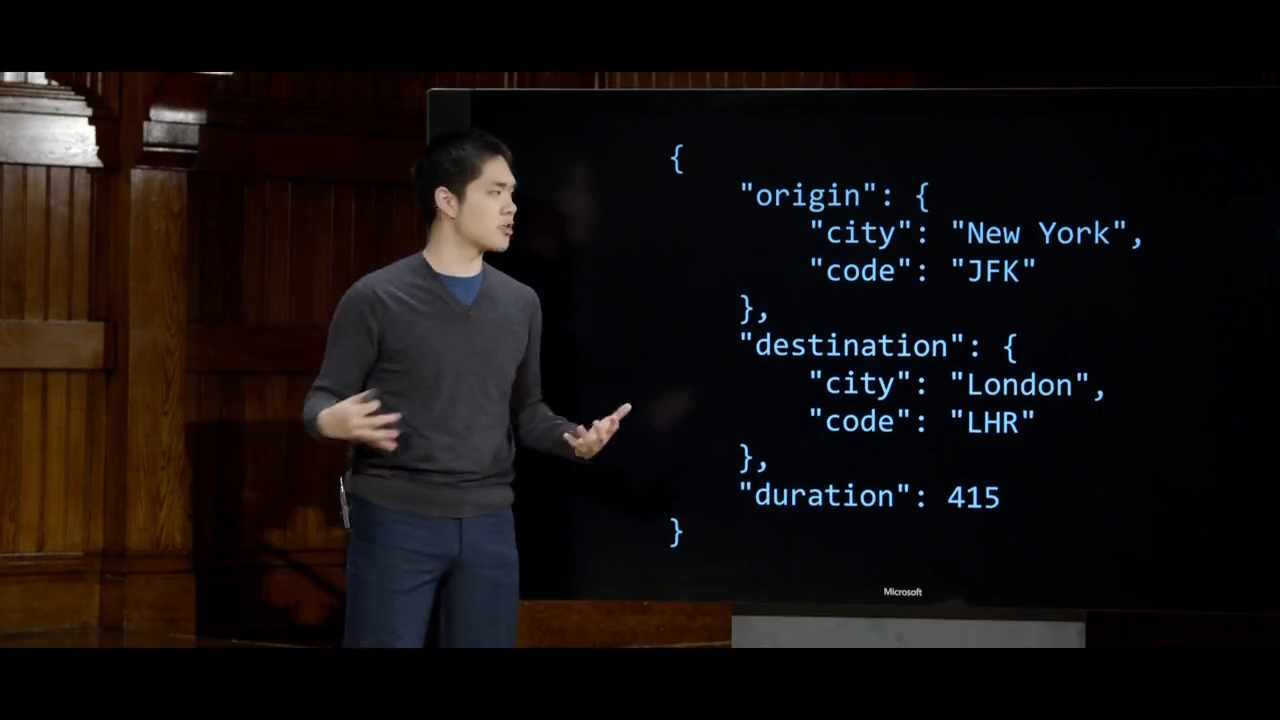 {
"origin": {
"city": "New York",
"code": "JFK"
},
"destination": {
"city": "London",
"code": "LHR"
},
"duration": 415
}
Microsoft